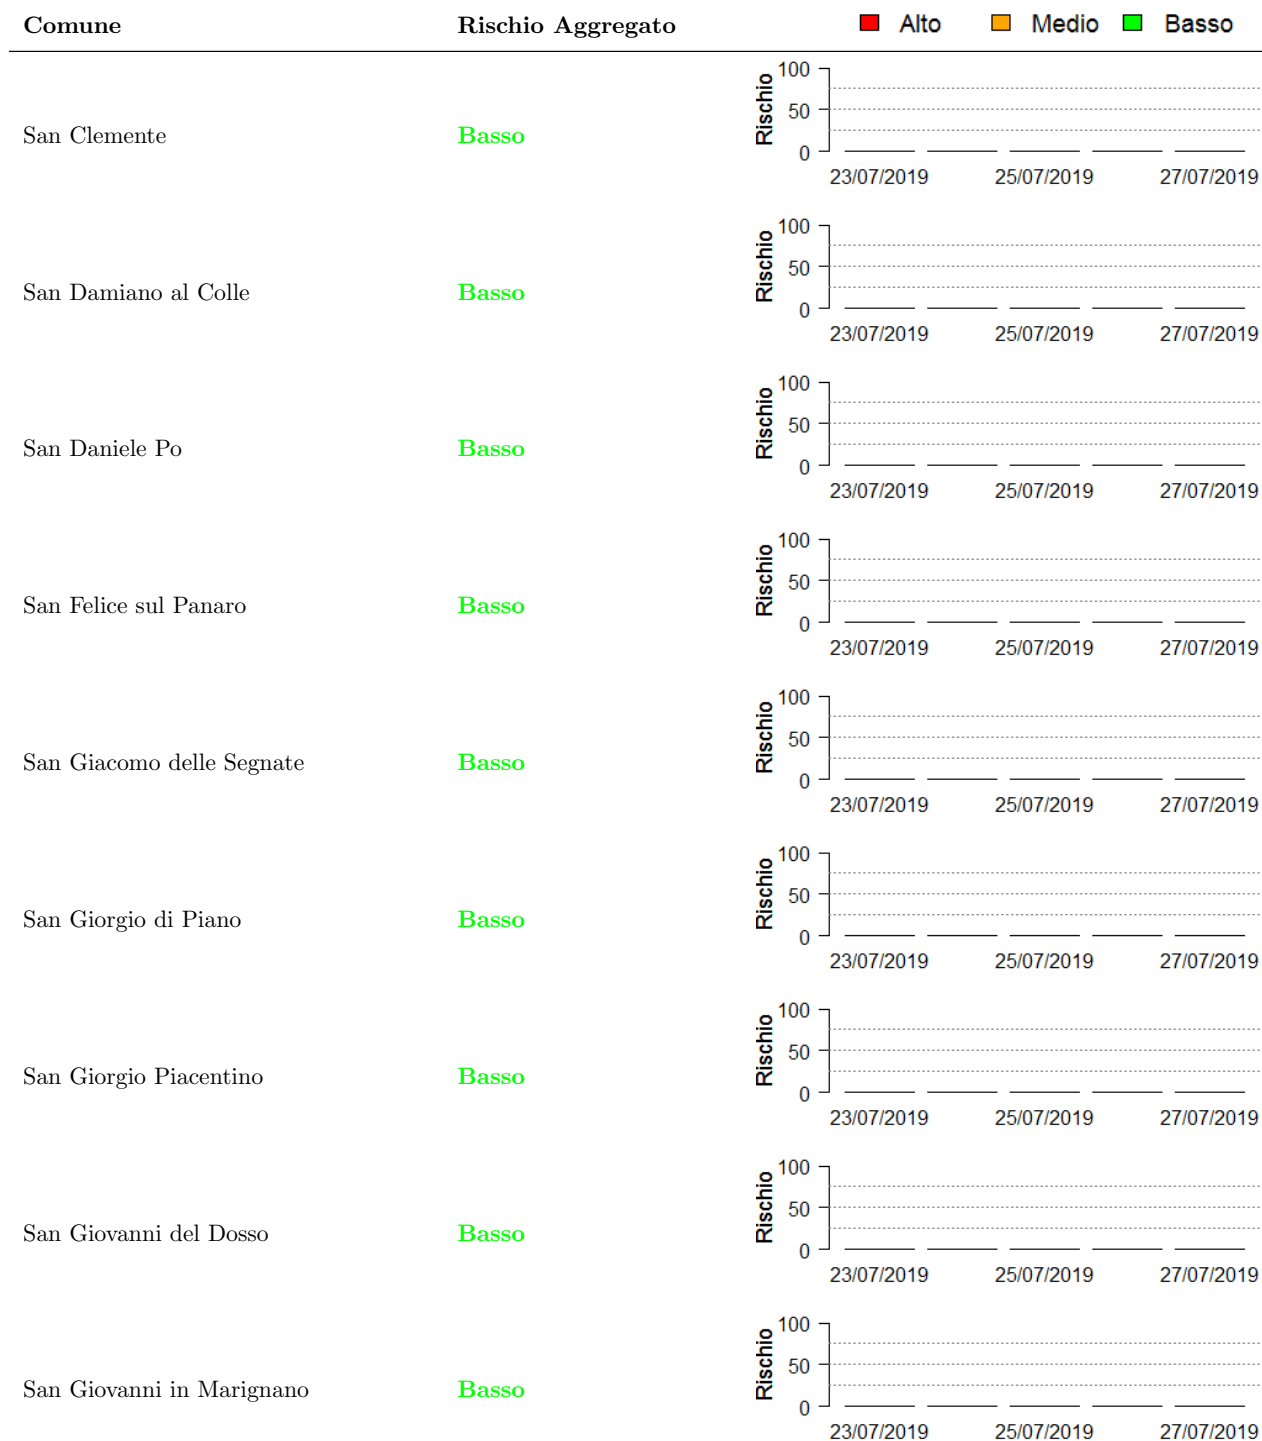 Comune Rischio Aggregato Alto Medio Basso
San Clemente Basso Rischio 100 50 0
23/07/2019 25/07/2019 27/07/2019
San Damiano al Colle Basso Rischio 100 50 0
23/07/2019 25/07/2019 27/07/2019
San Daniele Po Basso Rischio 100 50 0
23/07/2019 25/07/2019 27/07/2019
San Felice sul Panaro Basso Rischio 100 50 0
23/07/2019 25/07/2019 27/07/2019
San Giacomo delle Segnate Basso Rischio 100 50 0
23/07/2019 25/07/2019 27/07/2019
San Giorgio di Piano Basso Rischio 100 50 0
23/07/2019 25/07/2019 27/07/2019
San Giorgio Piacentino Basso Rischio 100 50 0
23/07/2019 25/07/2019 27/07/2019
San Giovanni del Dosso Basso Rischio 100 50 0
23/07/2019 25/07/2019 27/07/2019
San Giovanni in Marignano Basso Rischio 100 50 0
23/07/2019 25/07/2019 27/07/2019